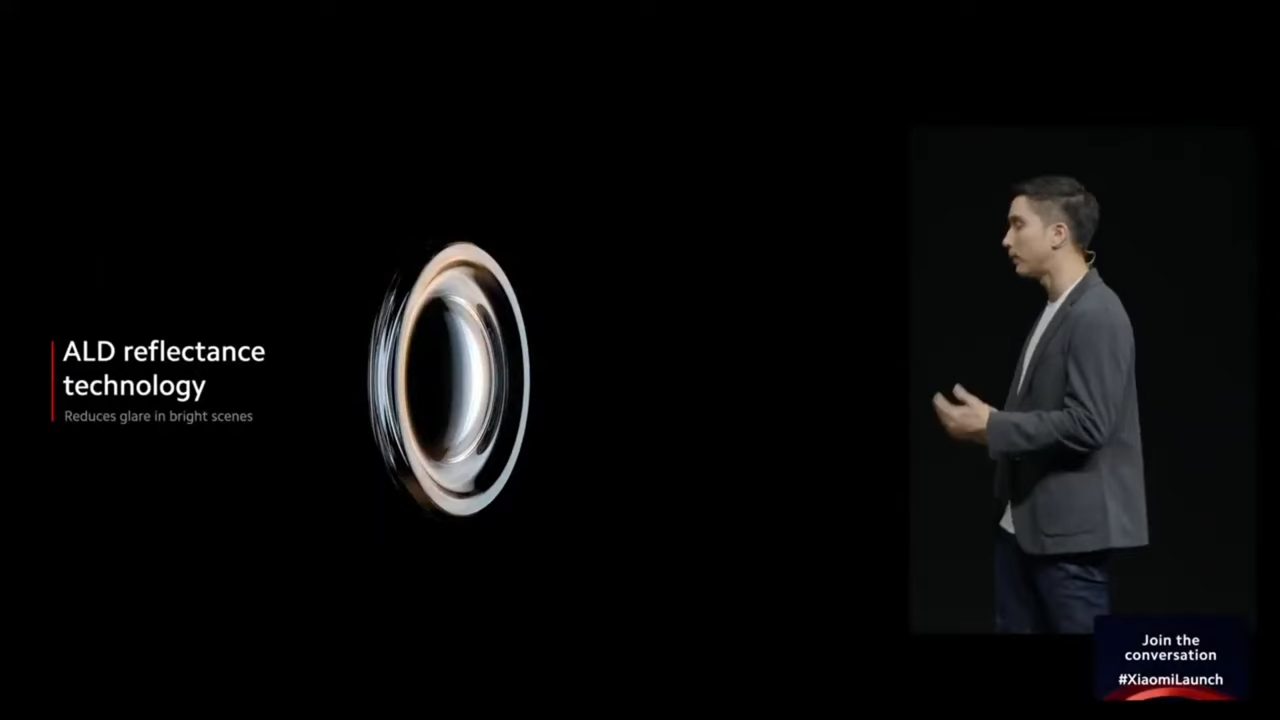 ALD reflectance
technology
Reduces glare in bright scenes
Join the
conversation
#XiaomiLaunch